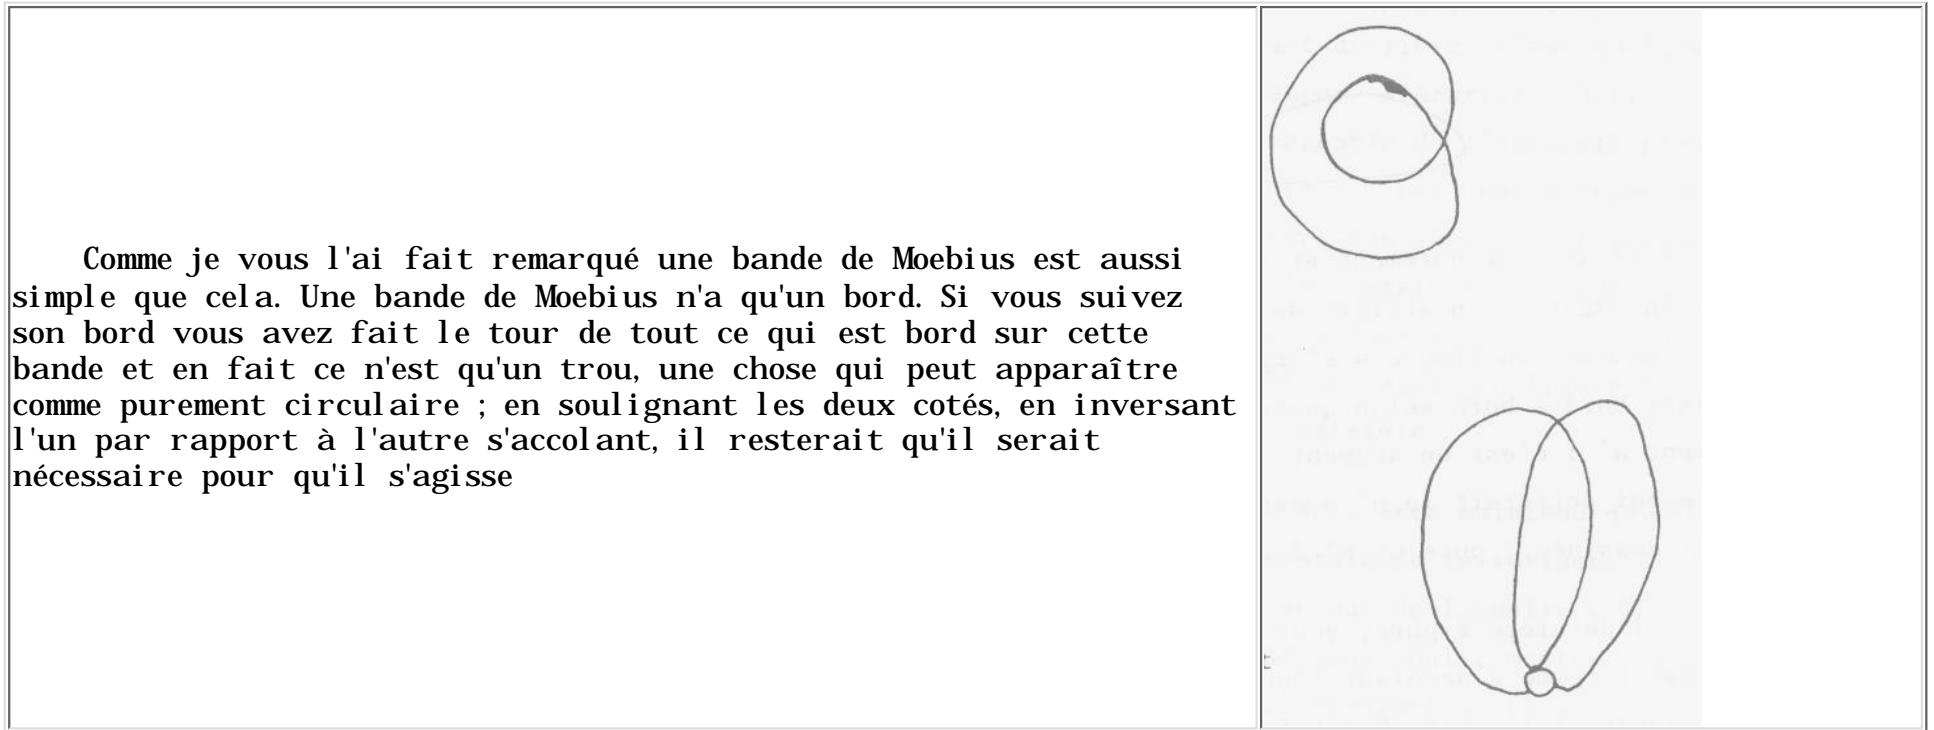 Comme je vous l'ai fait remarqué une bande de Moebius est aussi
simple que cela. Une bande de Moebius n'a qu'un bord. Si vous suivez
son bord vous avez fait le tour de tout ce qui est bord sur cette
bande et en fait ce n'est qu'un trou, une chose qui peut apparaître
comme purement circulaire ; en soulignant les deux cotés, en inversant
l'un par rapport à l'autre s'accolant, il resterait qu'il serait
nécessaire pour qu'il s'agisse